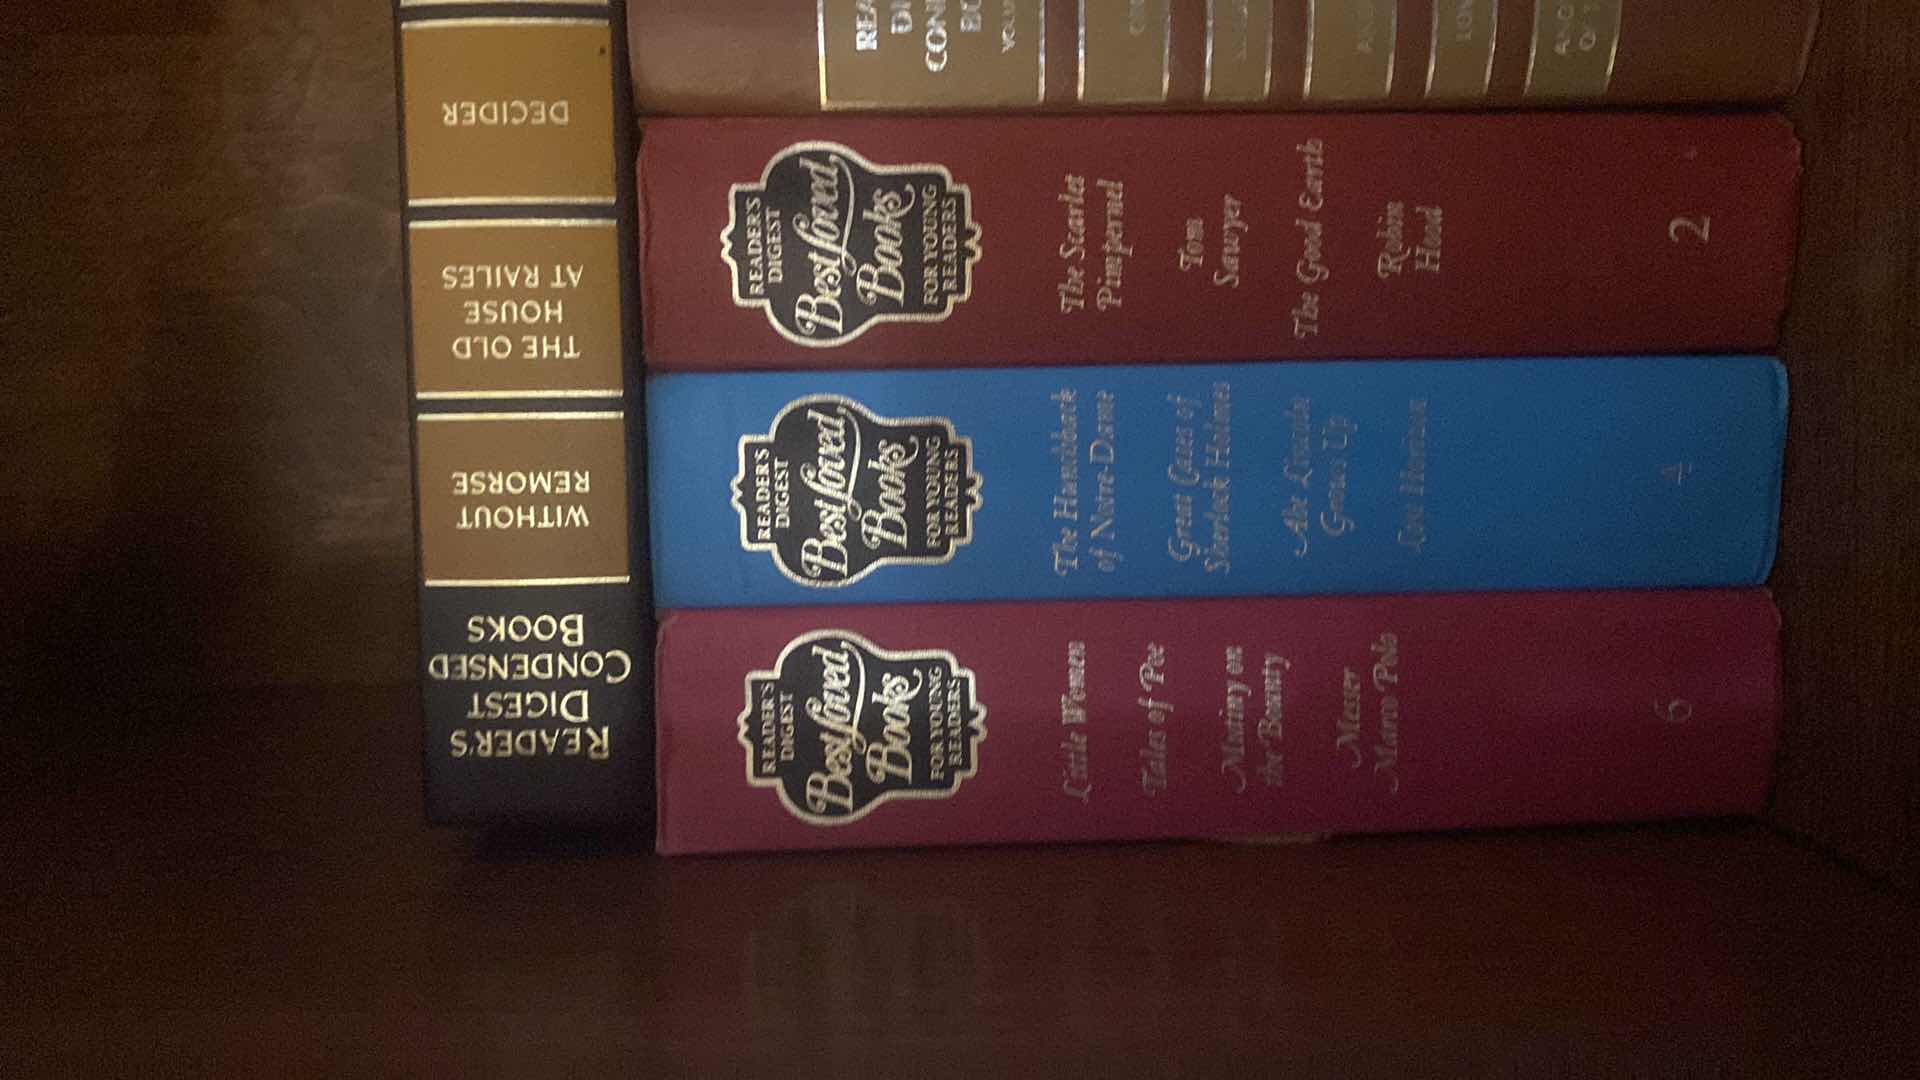 READER'S
DIGEST
CONDENSED
BOOKS
WITHOUT
REMORSE
THE OLD
HOUSE
AT RAILES
DECIDER
READER'S
DIGEST
Best Loved
Books
FOR YOUNG
READERS
Little Women
Tales of Poe
Mutiny on
the Bounty
Messer
Marco Polo
6
READER'S
DIGEST
Best Loved
Books
FOR YOUNG
READERS
The Hunchback
of Notre-Dame
Great Cases of
Sherlock Holmes
Abe Lincoln
Grows Up
4
READER'S
DIGEST
Best Loved
Books
FOR YOUNG
READERS
The Scarlet
Pimpernel
Tom
Sawyer
The Good Earth
Robin
Hood
2
REA
DI
CON